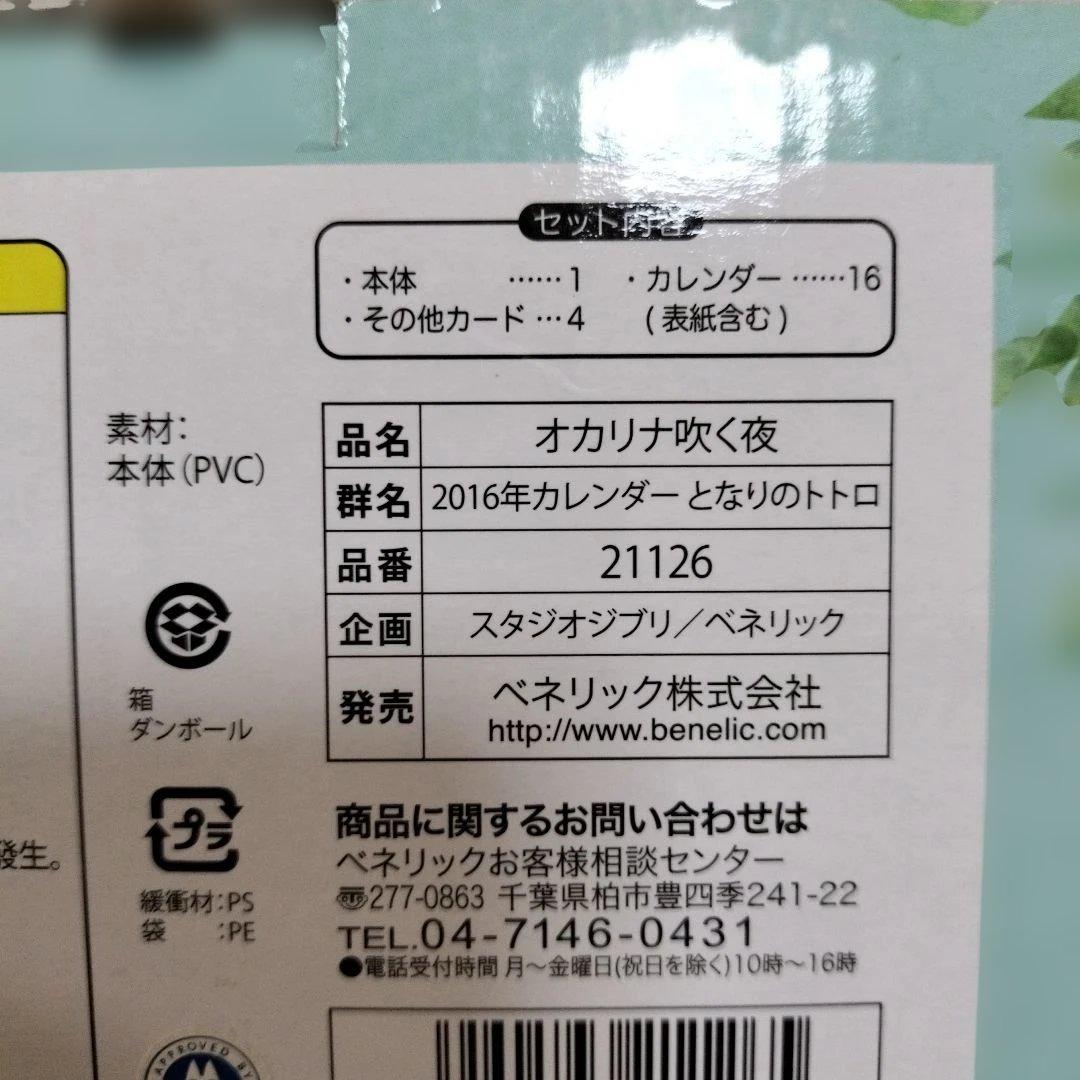 セット内容
・本体 ……1 ・カレンダー ……16
・その他カード …4 (表紙含む)
素材：
本体（PVC）
品名 オカリナ吹く夜
群名 2016年カレンダー となりのトトロ
品番 21126
企画 スタジオジブリ／ベネリック
発売 ベネリック株式会社
http://www.benelic.com
箱
ダンボール
プラ
緩衝材：PS
袋 ：PE
發生。
商品に関するお問い合わせは
ベネリックお客様相談センター
〠277-0863 千葉県柏市豊四季241-22
TEL.04-7146-0431
●電話受付時間 月～金曜日(祝日を除く)10時～16時
APPROVED BY